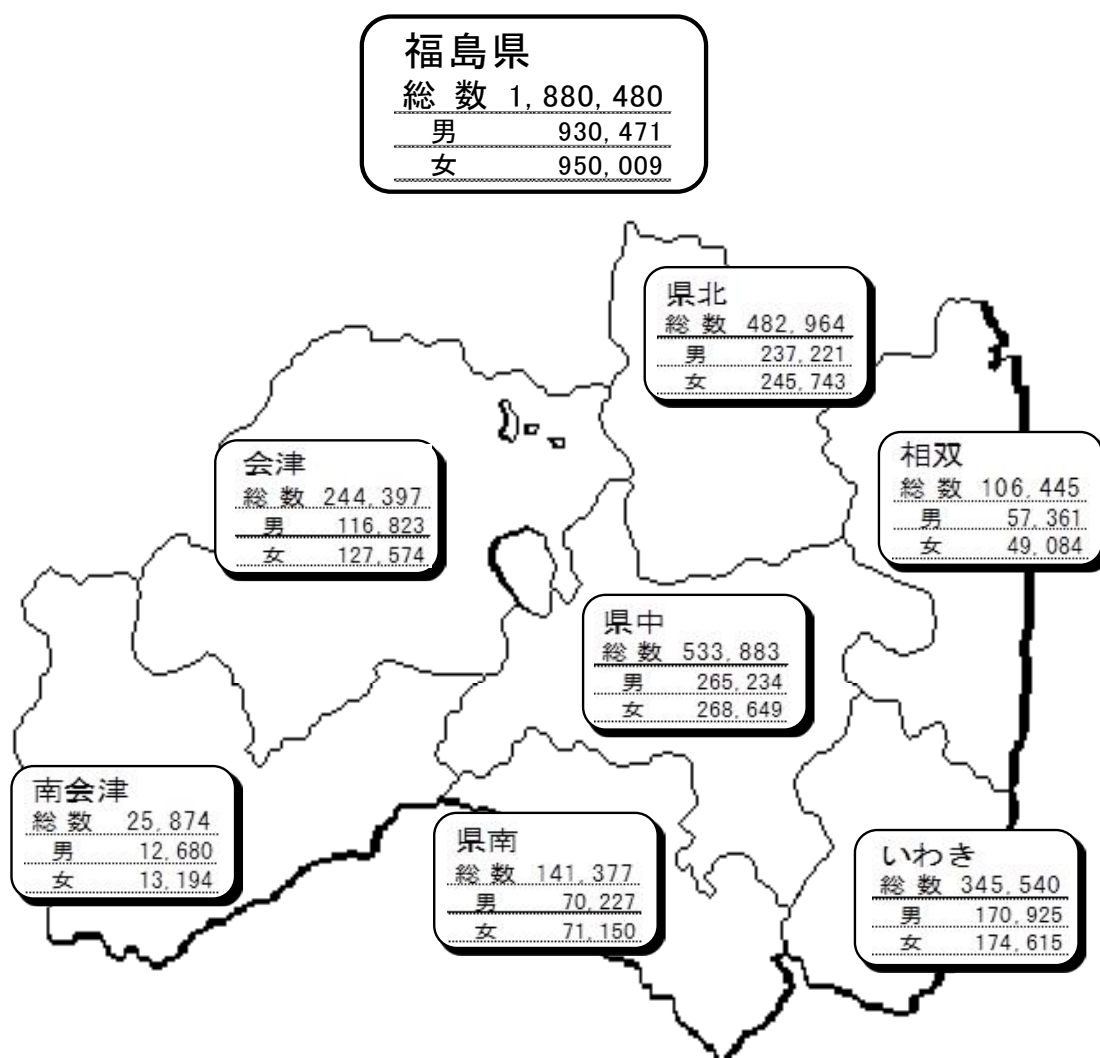 福島県
総数 1,880,480
男 930,471
女 950,009
県北
総数 482,964
男 237,221
女 245,743
会津
総数 244,397
男 116,823
女 127,574
相双
総数 106,445
男 57,361
女 49,084
県中
総数 533,883
男 265,234
女 268,649
南会津
総数 25,874
男 12,680
女 13,194
県南
総数 141,377
男 70,227
女 71,150
いわき
総数 345,540
男 170,925
女 174,615